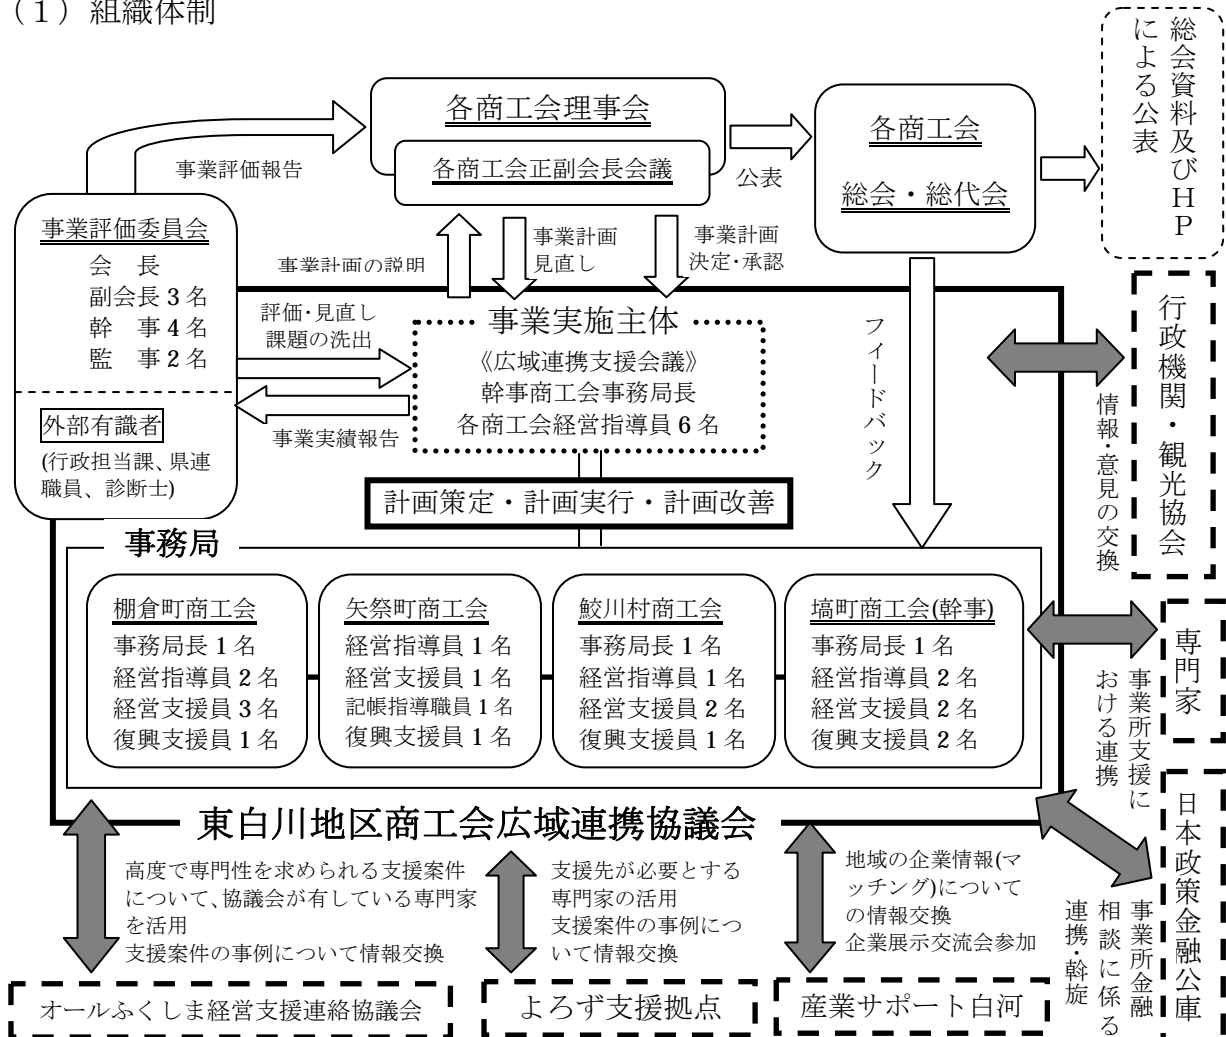 （１）組織体制
総会資料及びＨＰ
による公表
各商工会理事会
各商工会正副会長会議
各商工会
総会・総代会
事業評価報告
公表
事業評価委員会
会　長
副会長３名
幹　事４名
監　事２名
外部有識者
(行政担当課、県連
職員、診断士)
事業計画の説明
事業計画
見直し
事業計画
決定・承認
評価・見直し
課題の洗出
事業実績報告
事業実施主体
《広域連携支援会議》
幹事商工会事務局長
各商工会経営指導員６名
フィードバック
行政機関・観光協会
情報・意見の交換
計画策定・計画実行・計画改善
事務局
棚倉町商工会
事務局長１名
経営指導員２名
経営支援員３名
復興支援員１名
矢祭町商工会
経営指導員１名
経営支援員１名
記帳指導職員１名
復興支援員１名
鮫川村商工会
事務局長１名
経営指導員１名
経営支援員２名
復興支援員１名
塙町商工会(幹事)
事務局長１名
経営指導員２名
経営支援員２名
復興支援員２名
専門家
事業所支援に
おける連携
東白川地区商工会広域連携協議会
高度で専門性を求められる支援案件
について、協議会が有している専門家
を活用
支援案件の事例について情報交換
支援先が必要とする
専門家の活用
支援案件の事例につ
いて情報交換
地域の企業情報(マ
ッチング)について
の情報交換
企業展示交流会参加
日本政策金融公庫
事業所金融
相談に係る
連携・斡旋
オールふくしま経営支援連絡協議会
よろず支援拠点
産業サポート白河